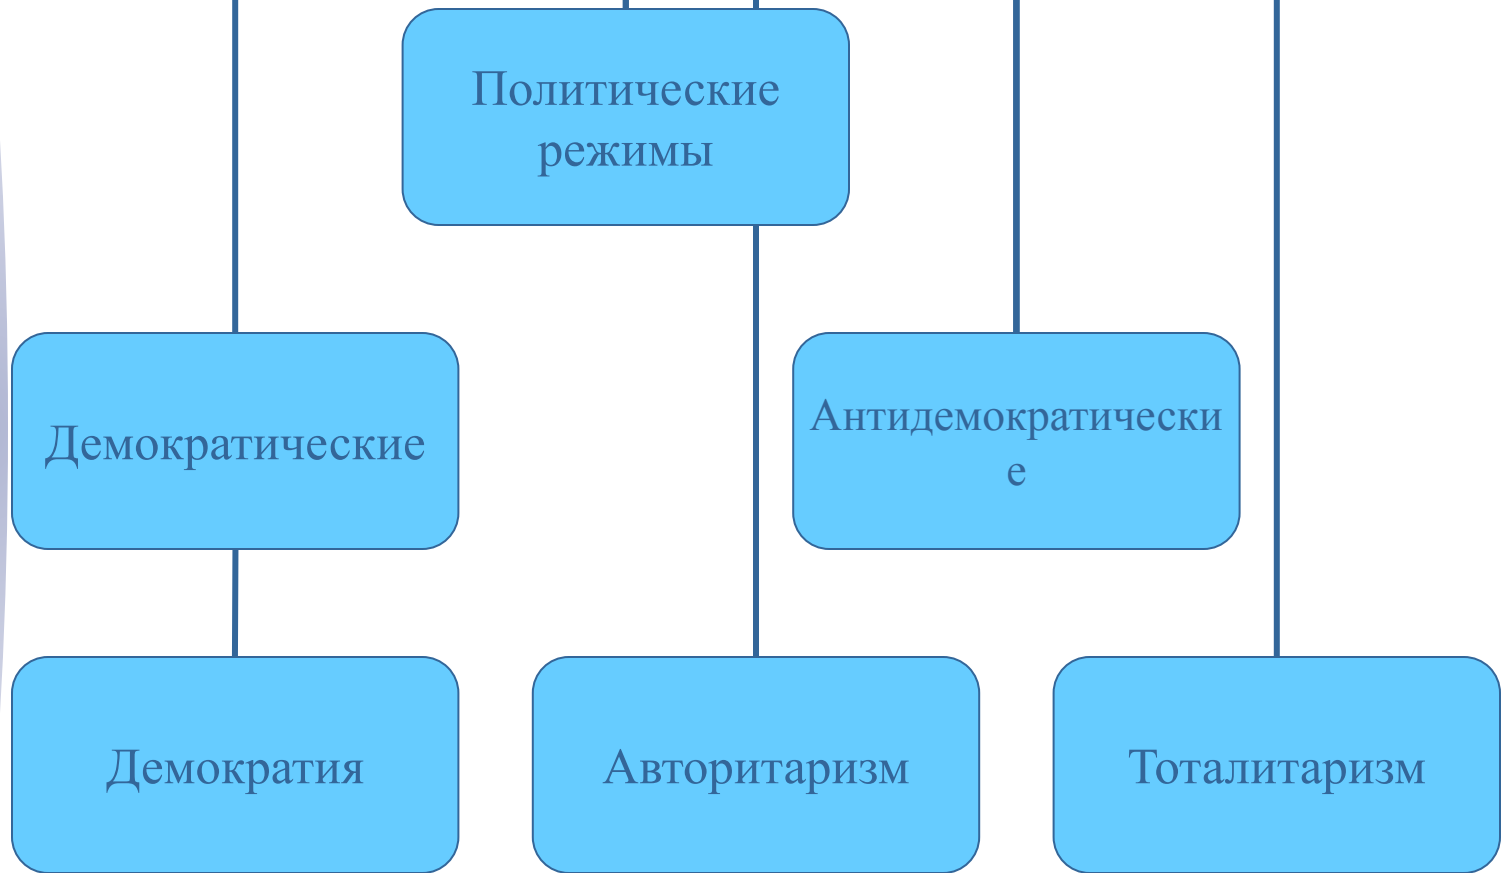 Политические
режимы
Демократические
Антидемократически
е
Демократия
Авторитаризм
Тоталитаризм